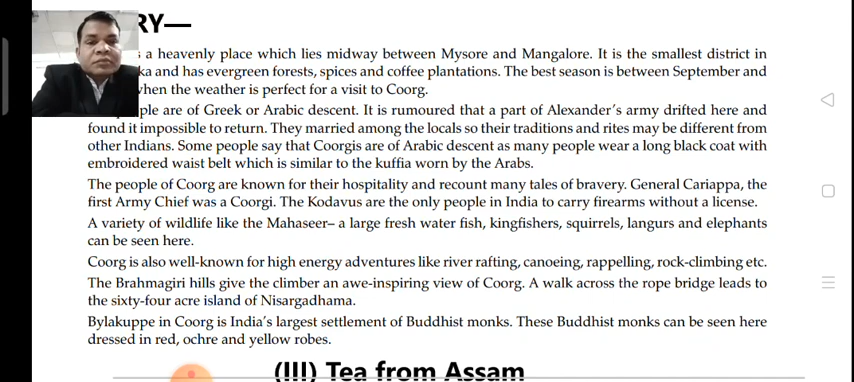 RY—
s a heavenly place which lies midway between Mysore and Mangalore. It is the smallest district in
ka and has evergreen forests, spices and coffee plantations. The best season is between September and
when the weather is perfect for a visit to Coorg.
ple are of Greek or Arabic descent. It is rumoured that a part of Alexander's army drifted here and
found it impossible to return. They married among the locals so their traditions and rites may be different from
other Indians. Some people say that Coorgis are of Arabic descent as many people wear a long black coat with
embroidered waist belt which is similar to the kuffia worn by the Arabs.
The people of Coorg are known for their hospitality and recount many tales of bravery. General Cariappa, the
first Army Chief was a Coorgi. The Kodavus are the only people in India to carry firearms without a license.
A variety of wildlife like the Mahaseer– a large fresh water fish, kingfishers, squirrels, langurs and elephants
can be seen here.
Coorg is also well-known for high energy adventures like river rafting, canoeing, rappelling, rock-climbing etc.
The Brahmagiri hills give the climber an awe-inspiring view of Coorg. A walk across the rope bridge leads to
the sixty-four acre island of Nisargadhama.
Bylakuppe in Coorg is India's largest settlement of Buddhist monks. These Buddhist monks can be seen here
dressed in red, ochre and yellow robes.
(III) Tea from Assam